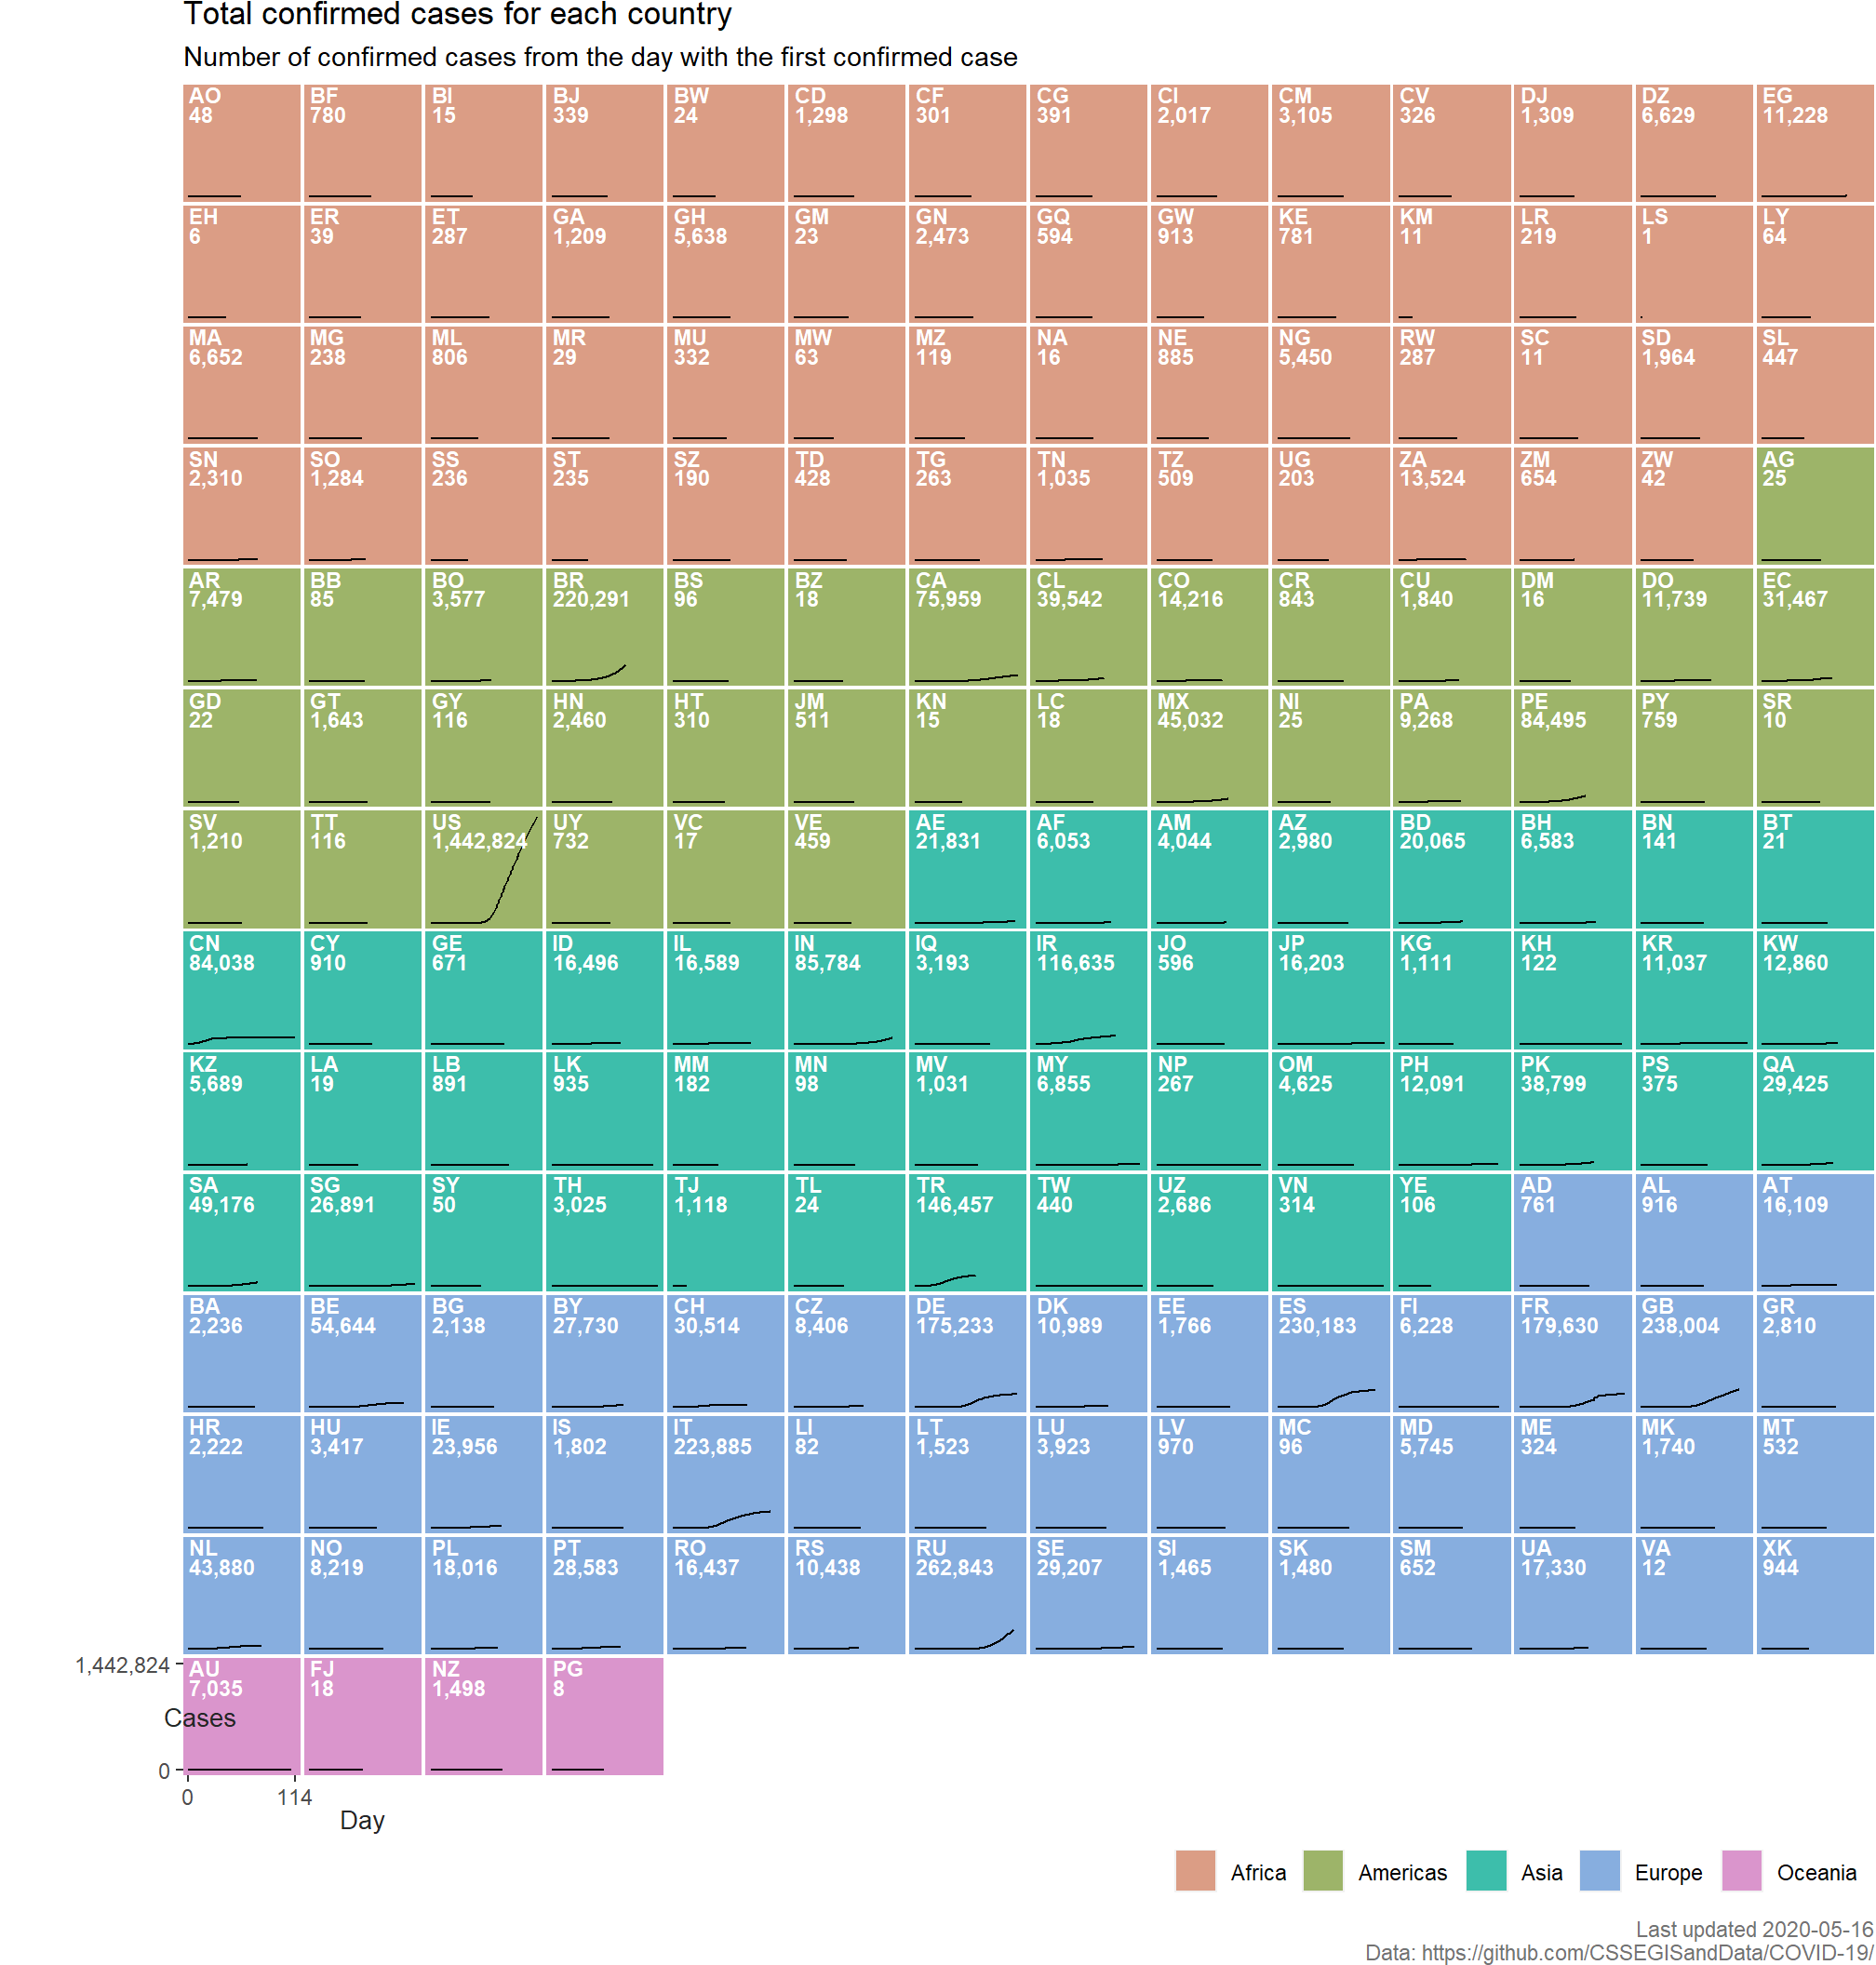 Total confirmed cases for each country
Number of confirmed cases from the day with the first confirmed case
AO BF BI BJ BW CD CF CG CI CM CV DJ DZ EG
48 780 15 339 24 1,298 301 391 2,017 3,105 326 1,309 6,629 11,228
EH ER ET GA GH GM GN GQ GW KE KM LR LS LY
6 39 287 1,209 5,638 23 2,473 594 913 781 11 219 1 64
MA MG ML MR MU MW MZ NA NE NG RW SC SD SL
6,652 238 806 29 332 63 119 16 885 5,450 287 11 1,964 447
SN SO SS ST SZ TD TG TN TZ UG ZA ZM ZW AG
2,310 1,284 236 235 190 428 263 1,035 509 203 13,524 654 42 25
AR BB BO BR BS BZ CA CL CO CR CU DM DO EC
7,479 85 3,577 220,291 96 18 75,959 39,542 14,216 843 1,840 16 11,739 31,467
GD GT GY HN HT JM KN LC MX NI PA PE PY SR
22 1,643 116 2,460 310 511 15 18 45,032 25 9,268 84,495 759 10
SV TT US UY VC VE AE AF AM AZ BD BH BN BT
1,210 116 1,442,824 732 17 459 21,831 6,053 4,044 2,980 20,065 6,583 141 21
CN CY GE ID IL IN IQ IR JO JP KG KH KR KW
84,038 910 671 16,496 16,589 85,784 3,193 116,635 596 16,203 1,111 122 11,037 12,860
KZ LA LB LK MM MN MV MY NP OM PH PK PS QA
5,689 19 891 935 182 98 1,031 6,855 267 4,625 12,091 38,799 375 29,425
SA SG SY TH TJ TL TR TW UZ VN YE AD AL AT
49,176 26,891 50 3,025 1,118 24 146,457 440 2,686 314 106 761 916 16,109
BA BE BG BY CH CZ DE DK EE ES FI FR GB GR
2,236 54,644 2,138 27,730 30,514 8,406 175,233 10,989 1,766 230,183 6,228 179,630 238,004 2,810
HR HU IE IS IT LI LT LU LV MC MD ME MK MT
2,222 3,417 23,956 1,802 223,885 82 1,523 3,923 970 96 5,745 324 1,740 532
NL NO PL PT RO RS RU SE SI SK SM UA VA XK
43,880 8,219 18,016 28,583 16,437 10,438 262,843 29,207 1,465 1,480 652 17,330 12 944
1,442,824 AU FJ NZ PG
7,035 18 1,498 8
Cases
0
0 114
Day
Africa Americas Asia Europe Oceania
Last updated 2020-05-16
Data: https://github.com/CSSEGISandData/COVID-19/